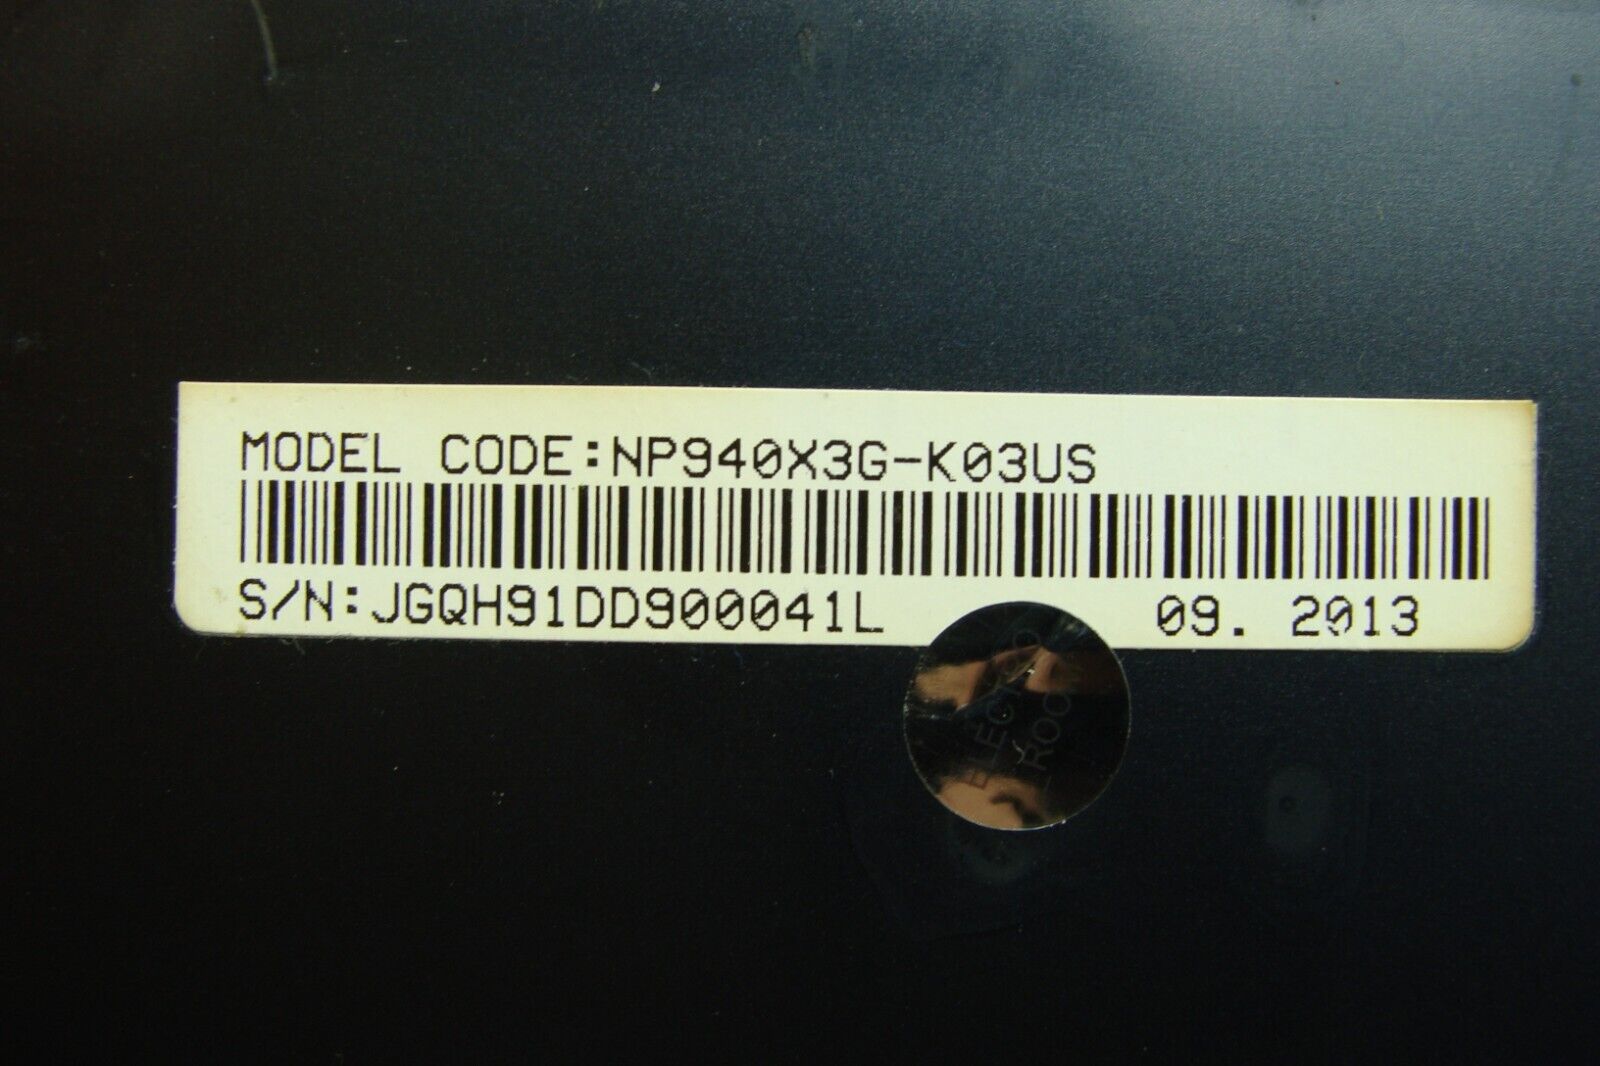 MODEL CODE:NP940X3G-K03US
S/N:JGQH91DD900041L 09. 2013